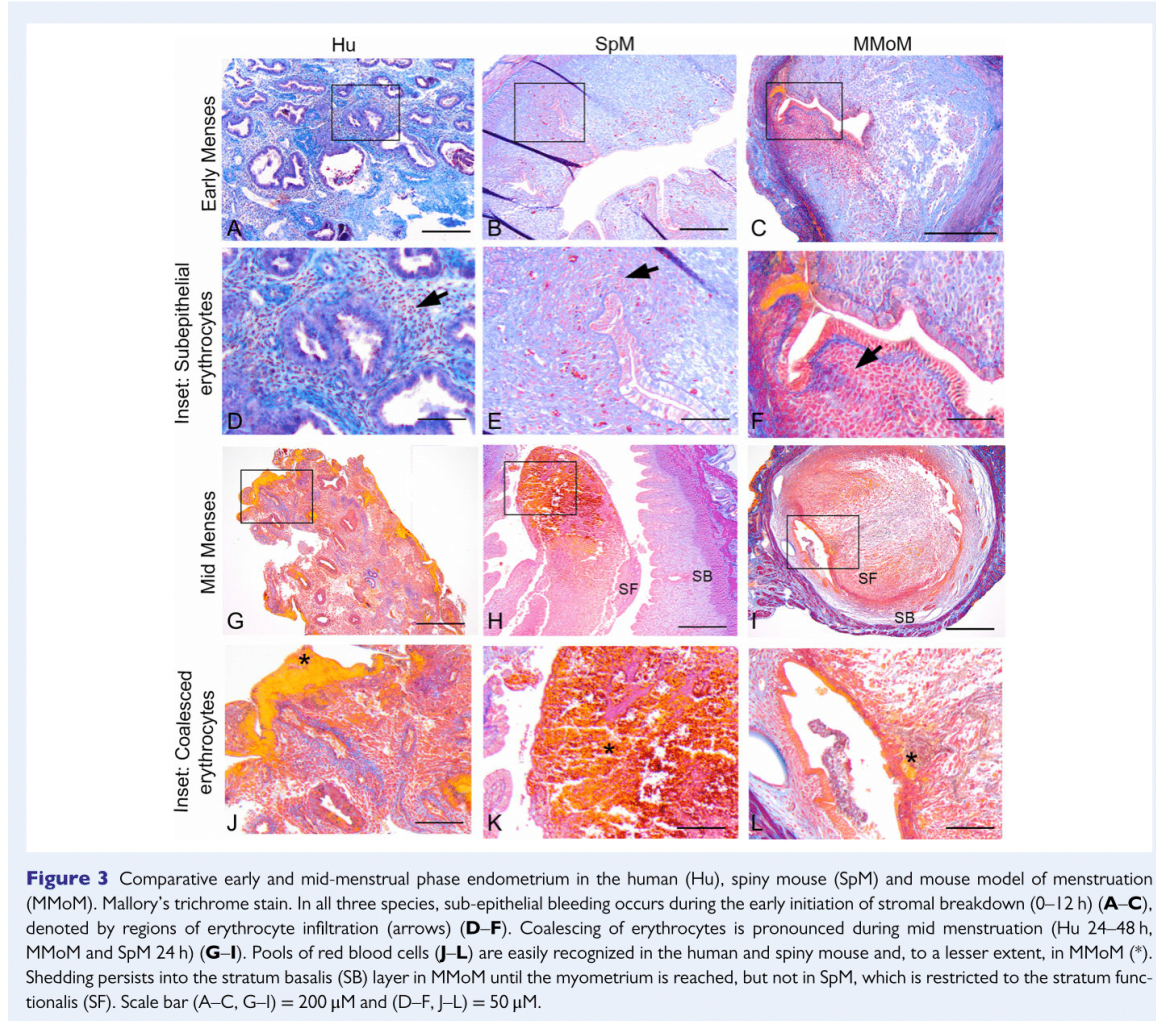 Hu SpM MMoM
Early Menses
A B C
Inset: Subepithelial
erythrocytes
D E F
Mid Menses
G H SF SB I SF SB
Inset: Coalesced
erythrocytes
J * K * L *
Figure 3 Comparative early and mid-menstrual phase endometrium in the human (Hu), spiny mouse (SpM) and mouse model of menstruation
(MMoM). Mallory's trichrome stain. In all three species, sub-epithelial bleeding occurs during the early initiation of stromal breakdown (0–12 h) (A–C),
denoted by regions of erythrocyte infiltration (arrows) (D–F). Coalescing of erythrocytes is pronounced during mid menstruation (Hu 24–48 h,
MMoM and SpM 24 h) (G–I). Pools of red blood cells (J–L) are easily recognized in the human and spiny mouse and, to a lesser extent, in MMoM (*).
Shedding persists into the stratum basalis (SB) layer in MMoM until the myometrium is reached, but not in SpM, which is restricted to the stratum func-
tionalis (SF). Scale bar (A–C, G–I) = 200 μM and (D–F, J–L) = 50 μM.